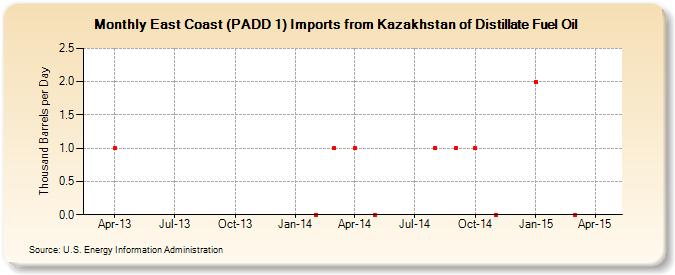 Monthly East Coast (PADD 1) Imports from Kazakhstan of Distillate Fuel Oil
Thousand Barrels per Day
2.5
2.0
1.5
1.0
0.5
0.0
Apr-13 Jul-13 Oct-13 Jan-14 Apr-14 Jul-14 Oct-14 Jan-15 Apr-15
Source: U.S. Energy Information Administration